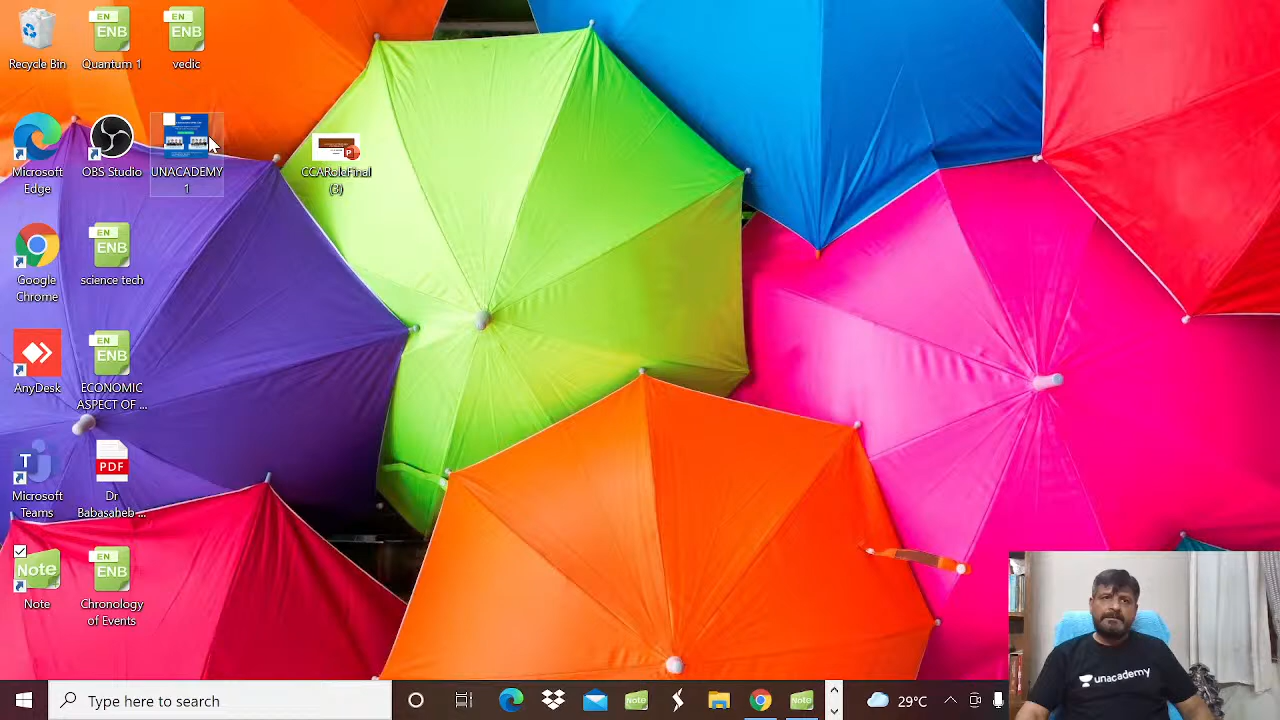 Recycle Bin
EN
ENB
Quantum 1
EN
ENB
vedic
Microsoft
Edge
OBS Studio
UNACADEMY
1
P
CCARoleFinal
(3)
Google
Chrome
EN
ENB
science tech
AnyDesk
EN
ENB
ECONOMIC
ASPECT OF ...
T
Microsoft
Teams
PDF
Dr
Babasaheb ...
Note
Note
EN
ENB
Chronology
of Events
unacademy
Type here to search
Note
Note
29°C